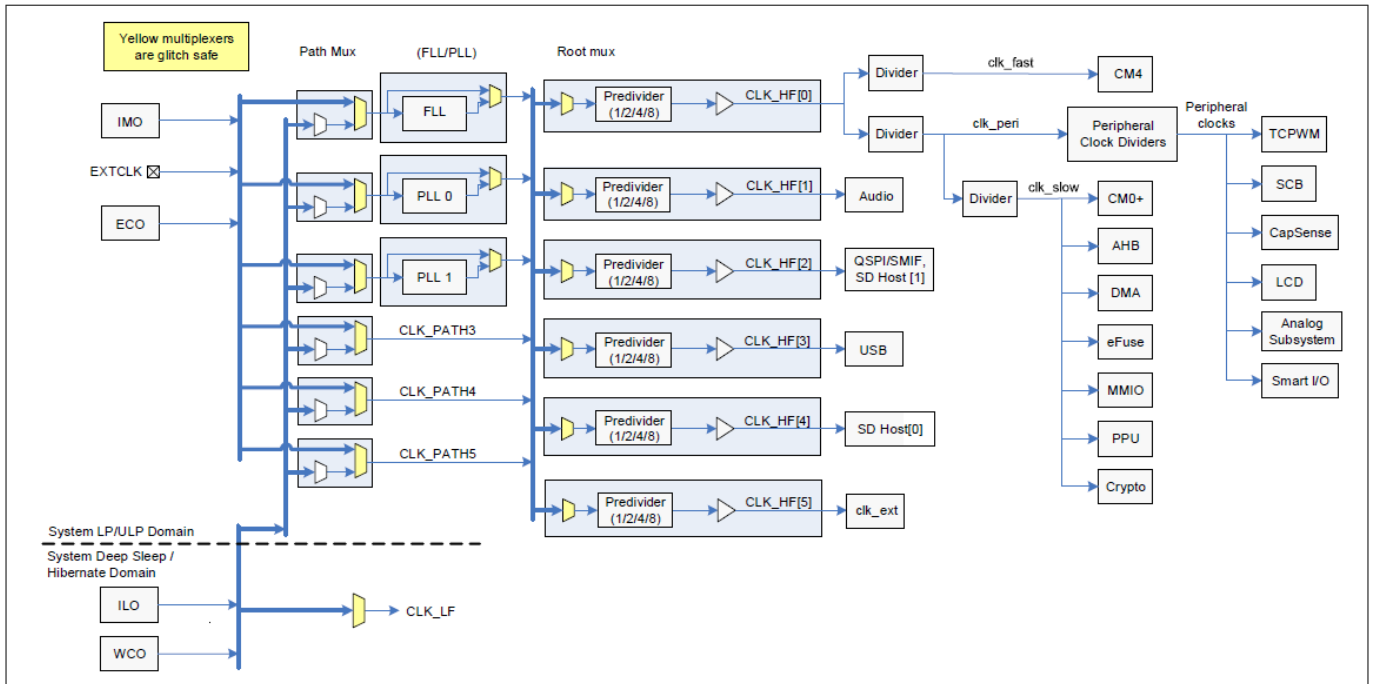 Yellow multiplexers
are glitch safe
Path Mux
(FLL/PLL)
Root mux
IMO
EXTCLK
ECO
FLL
PLL 0
PLL 1
CLK_PATH3
CLK_PATH4
CLK_PATH5
Predivider
(1/2/4/8)
CLK_HF[0]
Predivider
(1/2/4/8)
CLK_HF[1]
Predivider
(1/2/4/8)
CLK_HF[2]
Predivider
(1/2/4/8)
CLK_HF[3]
Predivider
(1/2/4/8)
CLK_HF[4]
Predivider
(1/2/4/8)
CLK_HF[5]
Divider
clk_fast
CM4
Divider
clk_peri
Peripheral
Clock Dividers
Peripheral
clocks
Divider
clk_slow
Audio
QSPI/SMIF,
SD Host [1]
USB
SD Host[0]
clk_ext
CM0+
AHB
DMA
eFuse
MMIO
PPU
Crypto
TCPWM
SCB
CapSense
LCD
Analog
Subsystem
Smart I/O
System LP/ULP Domain
System Deep Sleep /
Hibernate Domain
ILO
WCO
CLK_LF